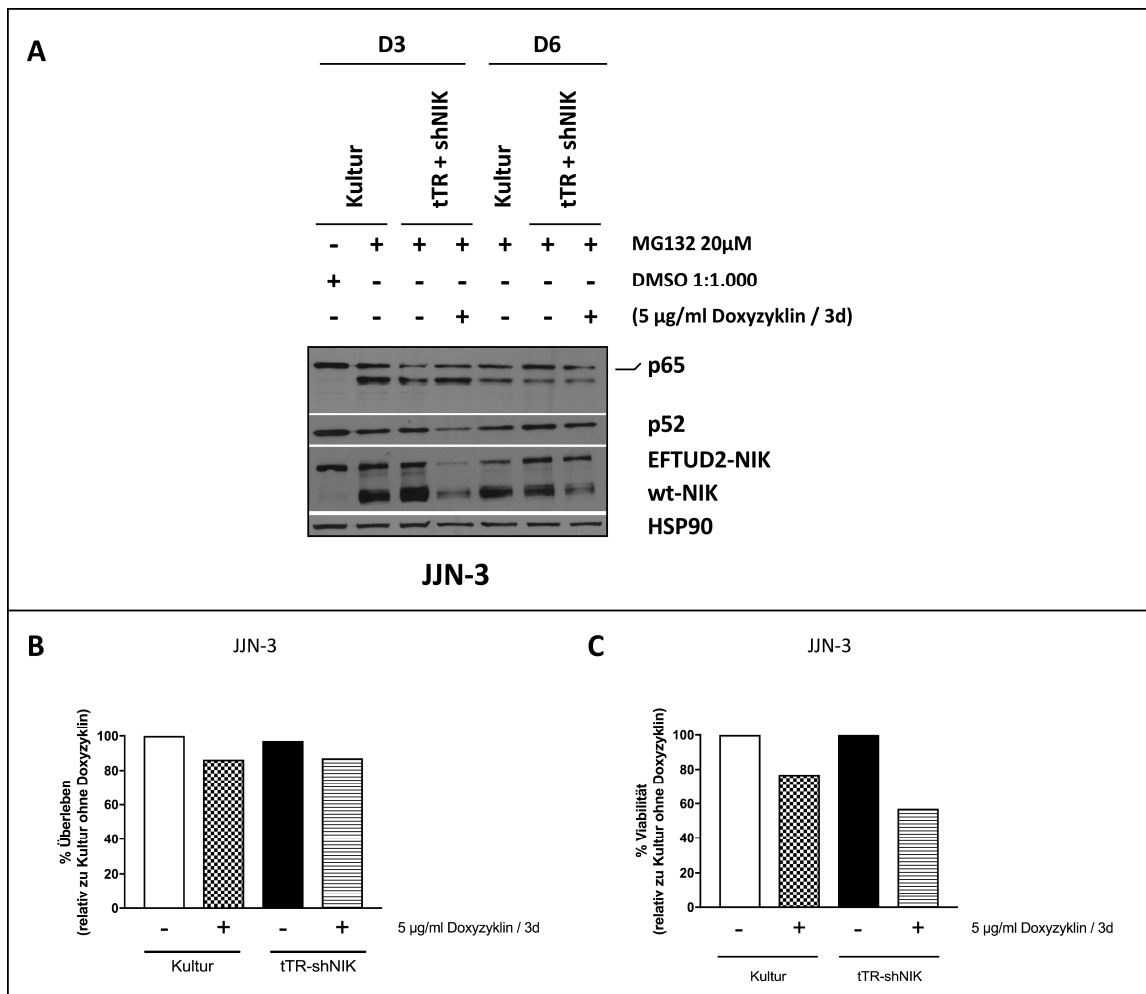 A
D3 D6
Kultur tTR + shNIK Kultur tTR + shNIK
- + + + + + + MG132 20µM
+ - - - - - - DMSO 1:1.000
- - - + - - + (5 µg/ml Doxyzyklin / 3d)
p65
p52
EFTUD2-NIK
wt-NIK
HSP90
JJN-3
B
JJN-3
% Überleben
(relativ zu Kultur ohne Doxyzyklin)
100
80
60
40
20
0
- + - + 5 µg/ml Doxyzyklin / 3d
Kultur tTR-shNIK
C
JJN-3
% Viabilität
(relativ zu Kultur ohne Doxyzyklin)
100
80
60
40
20
0
- + - + 5 µg/ml Doxyzyklin / 3d
Kultur tTR-shNIK